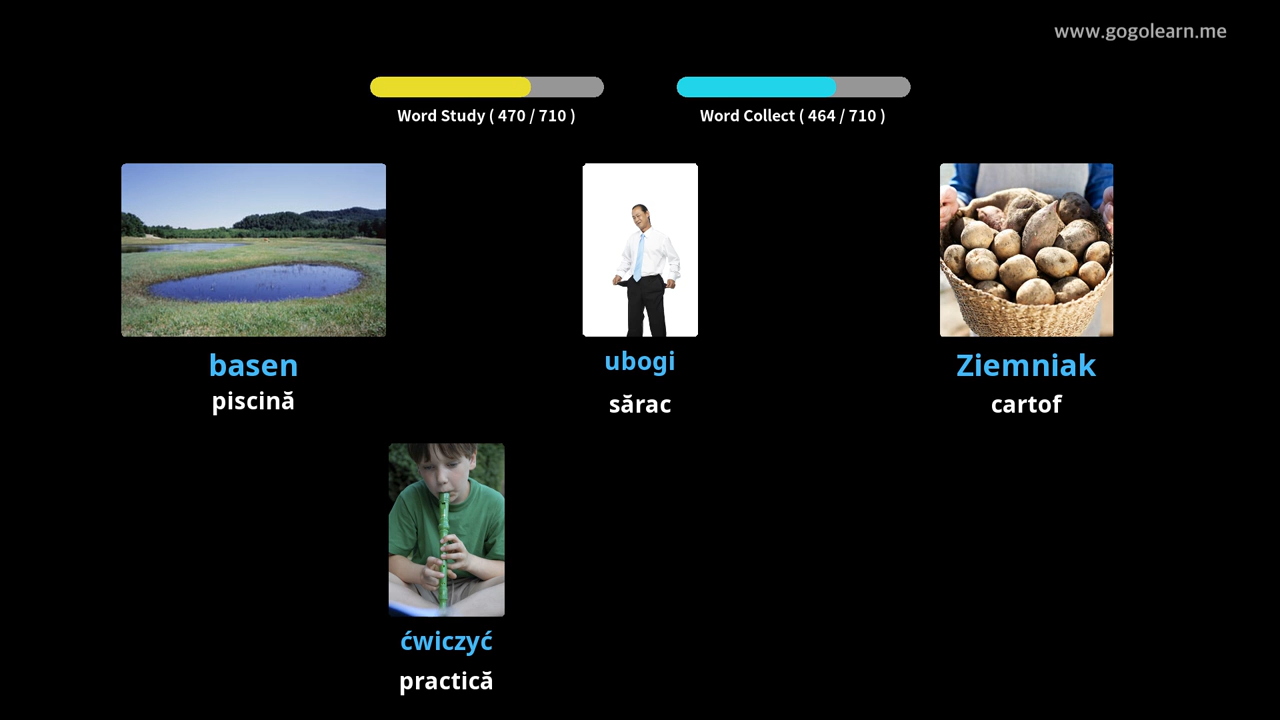 www.gogolearn.me
Word Study ( 470 / 710 )
Word Collect ( 464 / 710 )
basen
piscină
ubogi
sărac
Ziemniak
cartof
ćwiczyć
practică